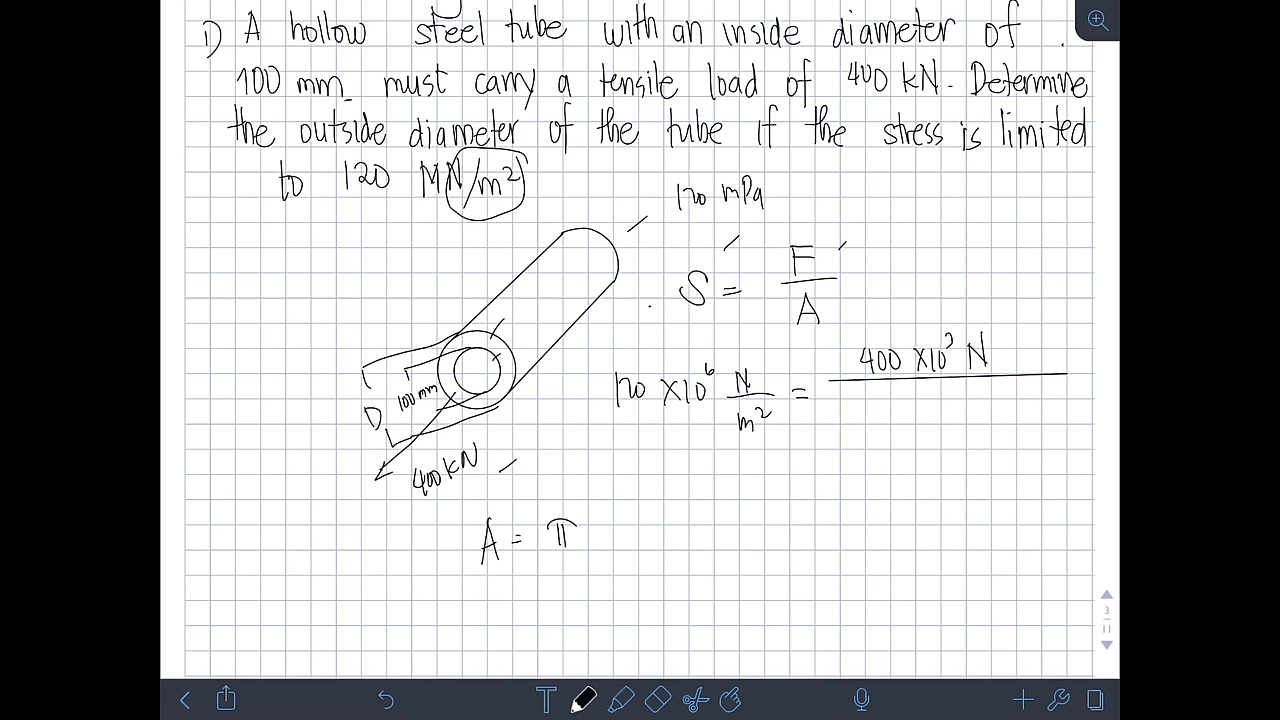 1) A hollow steel tube with an inside diameter of
100 mm must carry a tensile load of 400 kN. Determine
the outside diameter of the tube if the stress is limited
to 120 MN/m²
120 mPa
S = F/A
120 x10⁶ N/m² = 400 x10³ N
100 mm
D
400 kN
A = π
T
3
11